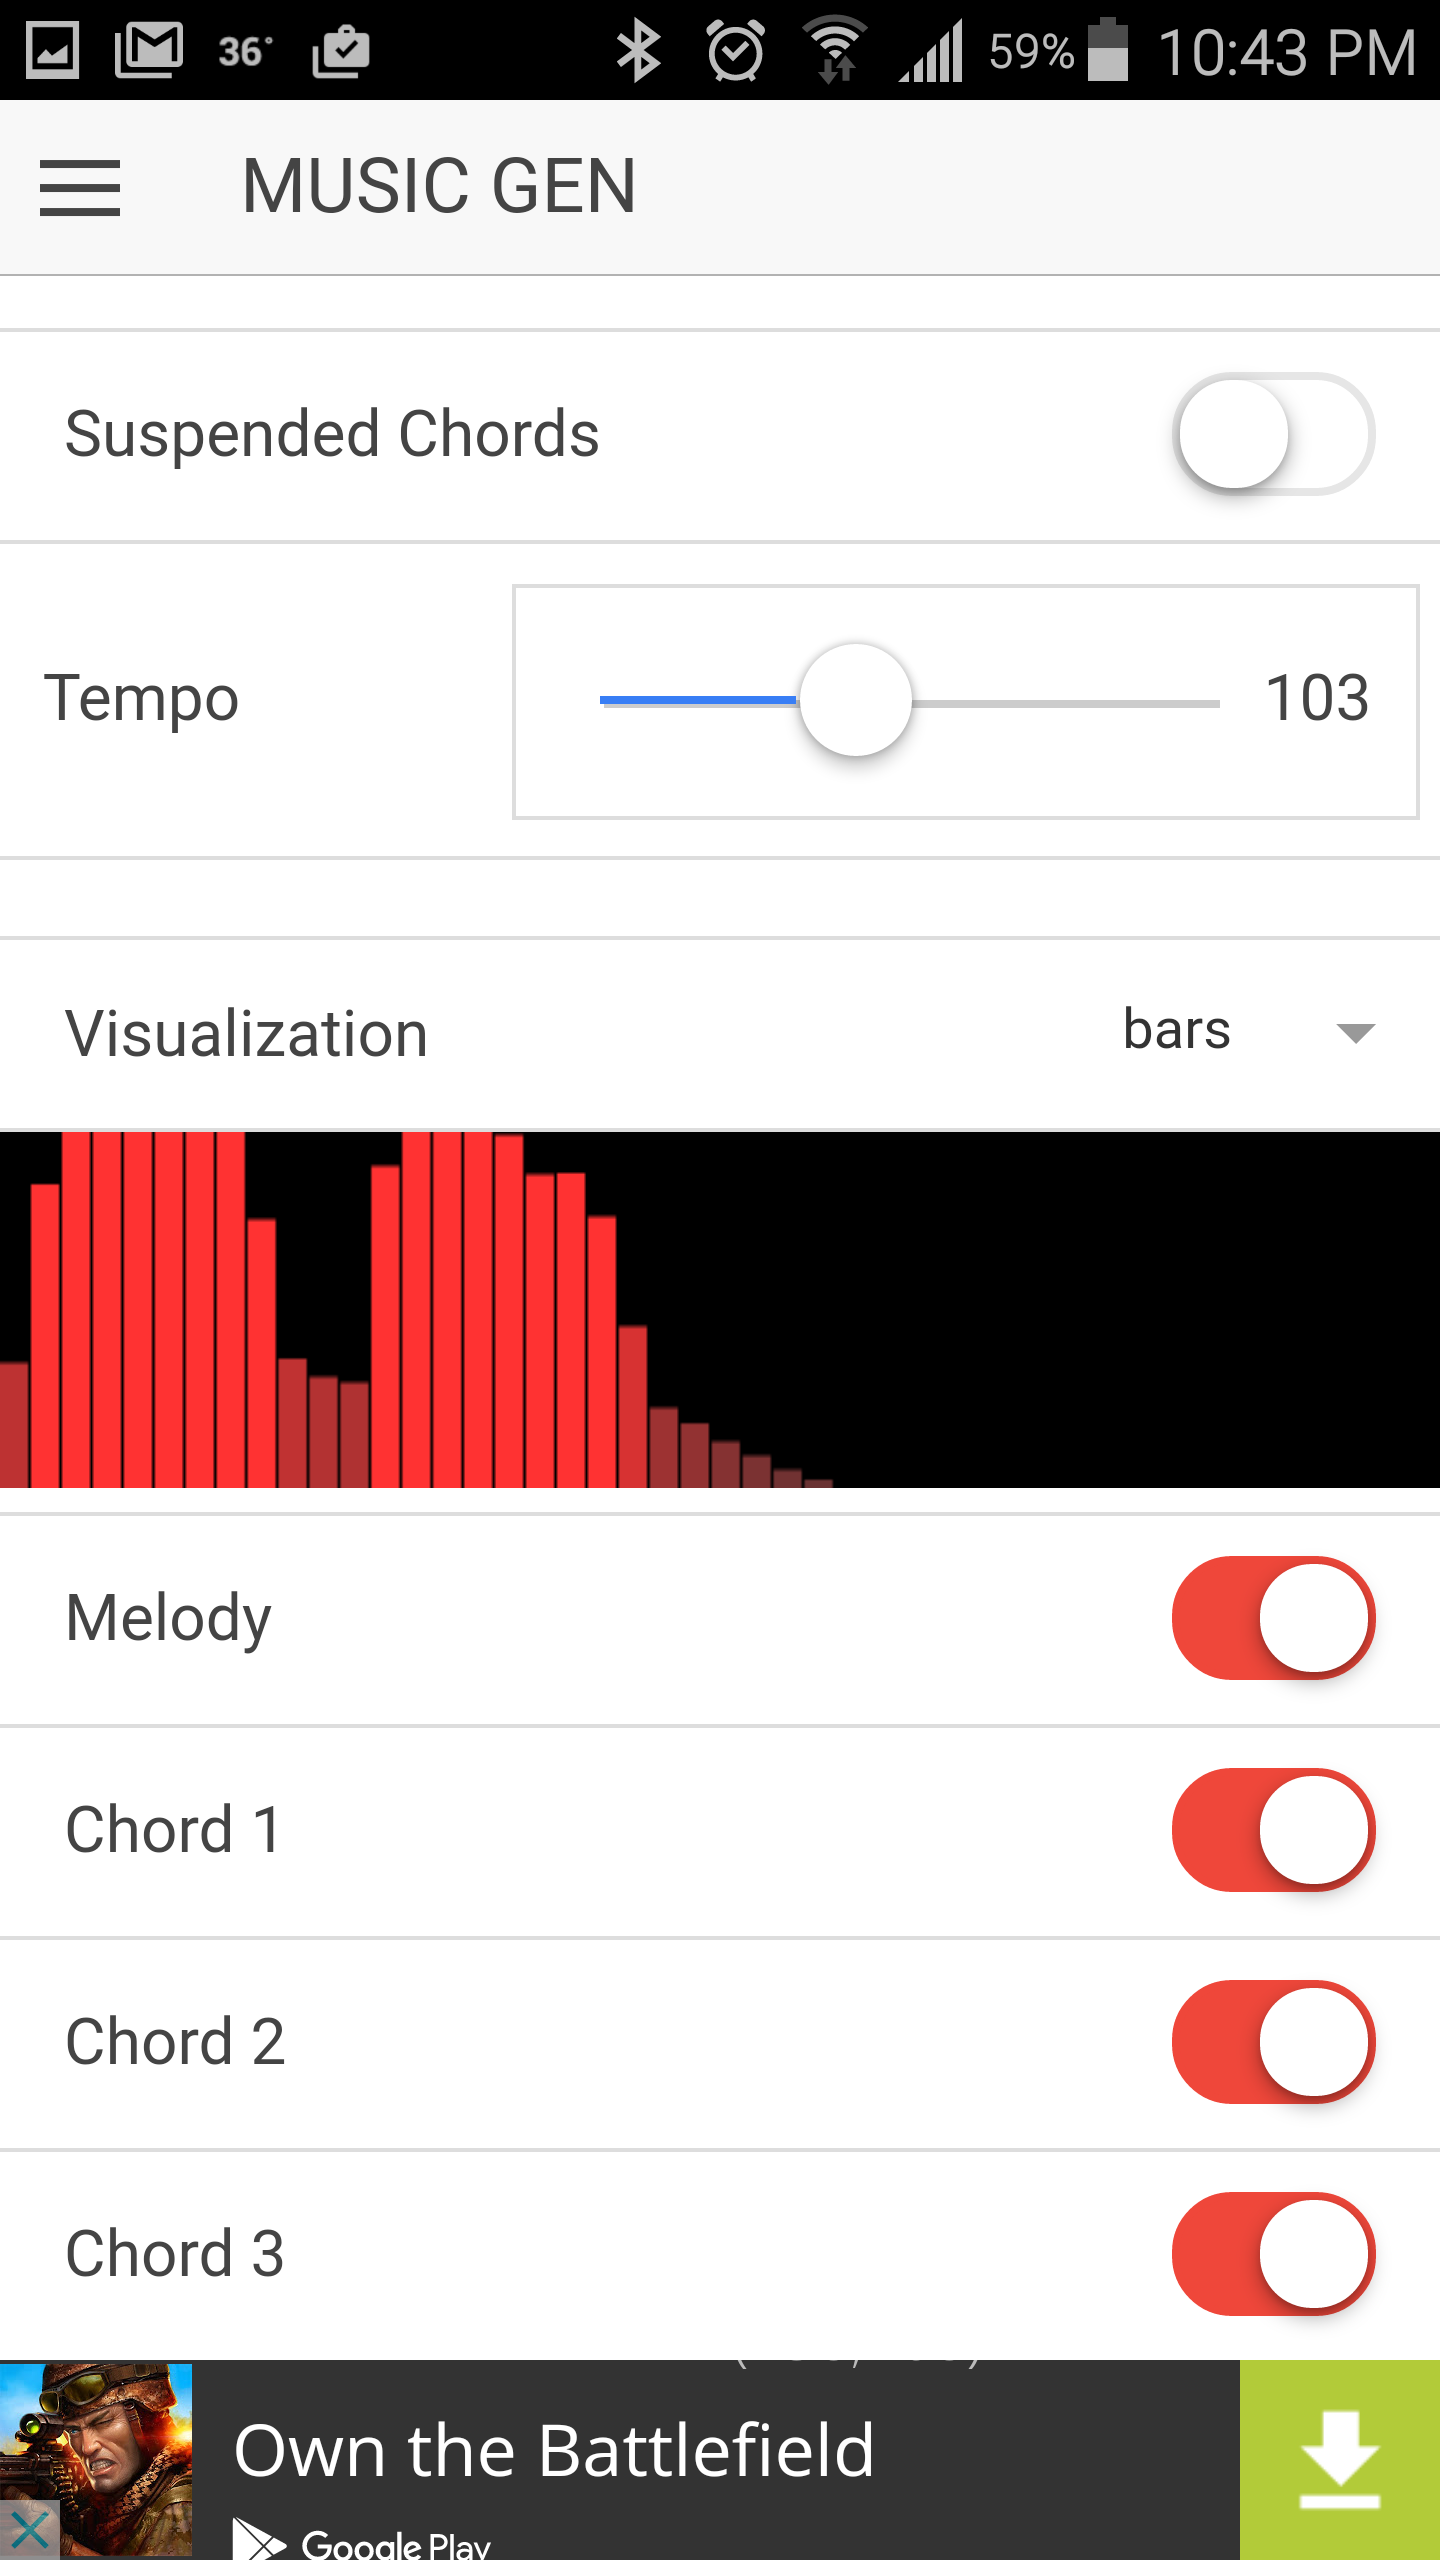 36°
59%
10:43 PM
MUSIC GEN
Suspended Chords
Tempo
103
Visualization
bars
Melody
Chord 1
Chord 2
Chord 3
Own the Battlefield
Google Play